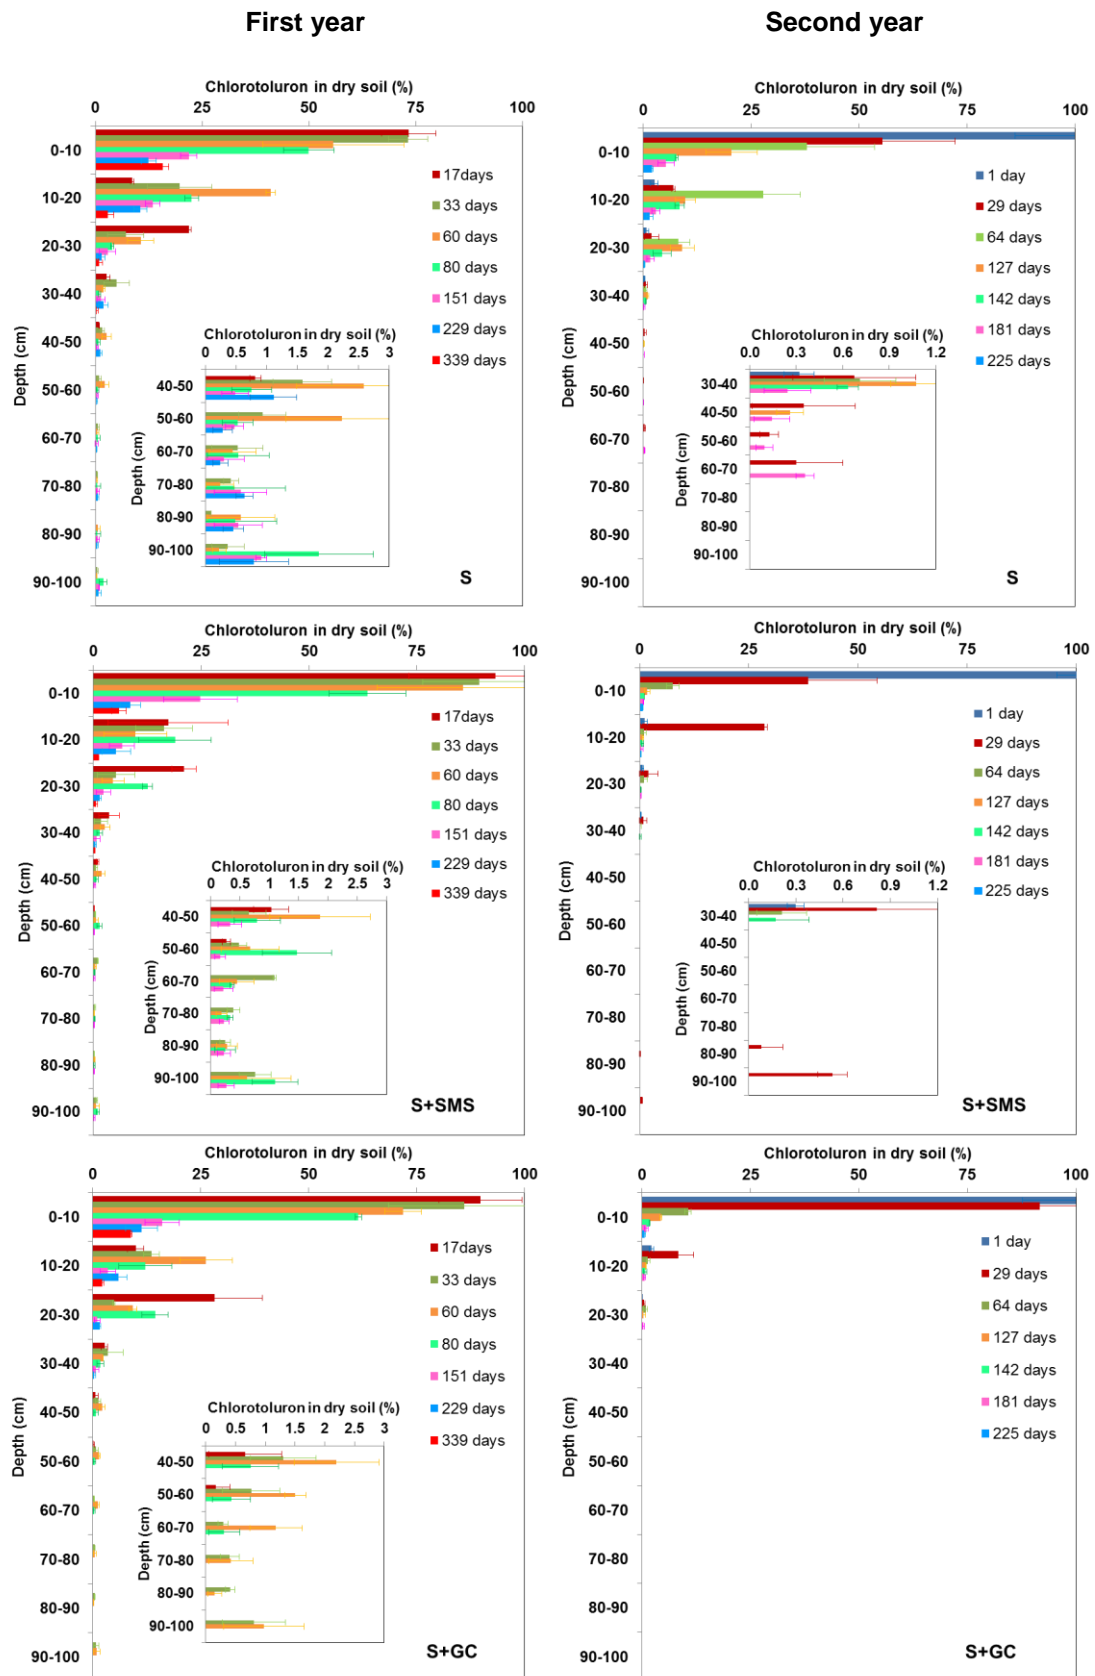 First year
Second year
Chlorotoluron in dry soil (%)
0 25 50 75 100
0-10
10-20
20-30
30-40
40-50
50-60
60-70
70-80
80-90
90-100
Depth (cm)
17days
33 days
60 days
80 days
151 days
229 days
339 days
Chlorotoluron in dry soil (%)
0 0.5 1 1.5 2 2.5 3
40-50
50-60
60-70
70-80
80-90
90-100
Depth (cm)
S
Chlorotoluron in dry soil (%)
0 25 50 75 100
0-10
10-20
20-30
30-40
40-50
50-60
60-70
70-80
80-90
90-100
Depth (cm)
1 day
29 days
64 days
127 days
142 days
181 days
225 days
Chlorotoluron in dry soil (%)
0.0 0.3 0.6 0.9 1.2
30-40
40-50
50-60
60-70
70-80
80-90
90-100
Depth (cm)
S
Chlorotoluron in dry soil (%)
0 25 50 75 100
0-10
10-20
20-30
30-40
40-50
50-60
60-70
70-80
80-90
90-100
Depth (cm)
17days
33 days
60 days
80 days
151 days
229 days
339 days
Chlorotoluron in dry soil (%)
0 0.5 1 1.5 2 2.5 3
40-50
50-60
60-70
70-80
80-90
90-100
Depth (cm)
S+SMS
Chlorotoluron in dry soil (%)
0 25 50 75 100
0-10
10-20
20-30
30-40
40-50
50-60
60-70
70-80
80-90
90-100
Depth (cm)
1 day
29 days
64 days
127 days
142 days
181 days
225 days
Chlorotoluron in dry soil (%)
0.0 0.3 0.6 0.9 1.2
30-40
40-50
50-60
60-70
70-80
80-90
90-100
Depth (cm)
S+SMS
Chlorotoluron in dry soil (%)
0 25 50 75 100
0-10
10-20
20-30
30-40
40-50
50-60
60-70
70-80
80-90
90-100
Depth (cm)
17days
33 days
60 days
80 days
151 days
229 days
339 days
Chlorotoluron in dry soil (%)
0 0.5 1 1.5 2 2.5 3
40-50
50-60
60-70
70-80
80-90
90-100
Depth (cm)
S+GC
Chlorotoluron in dry soil (%)
0 25 50 75 100
0-10
10-20
20-30
30-40
40-50
50-60
60-70
70-80
80-90
90-100
Depth (cm)
1 day
29 days
64 days
127 days
142 days
181 days
225 days
S+GC